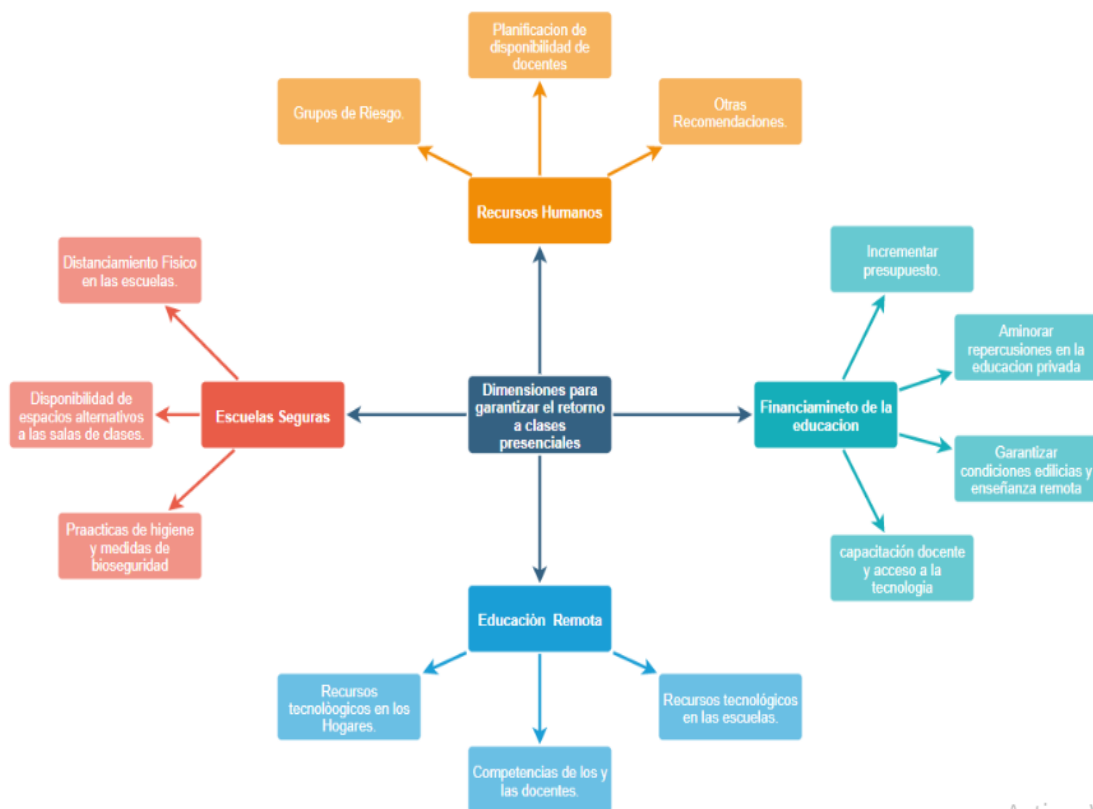 Planificacion de
disponibilidad de
docentes
Grupos de Riesgo.
Otras
Recomendaciones.
Recursos Humanos
Distanciamiento Fisico
en las escuelas.
Disponibilidad de
espacios alternativos
a las salas de clases.
Praacticas de higiene
y medidas de
bioseguridad
Escuelas Seguras
Dimensiones para
garantizar el retorno
a clases
presenciales
Financiamineto de la
educacion
Incrementar
presupuesto.
Aminorar
repercusiones en la
educacion privada
Garantizar
condiciones edilicias y
enseñanza remota
capacitación docente
y acceso a la
tecnologia
Educaciòn Remota
Recursos
tecnolòogicos en los
Hogares.
Competencias de los y
las docentes.
Recursos tecnológicos
en las escuelas.